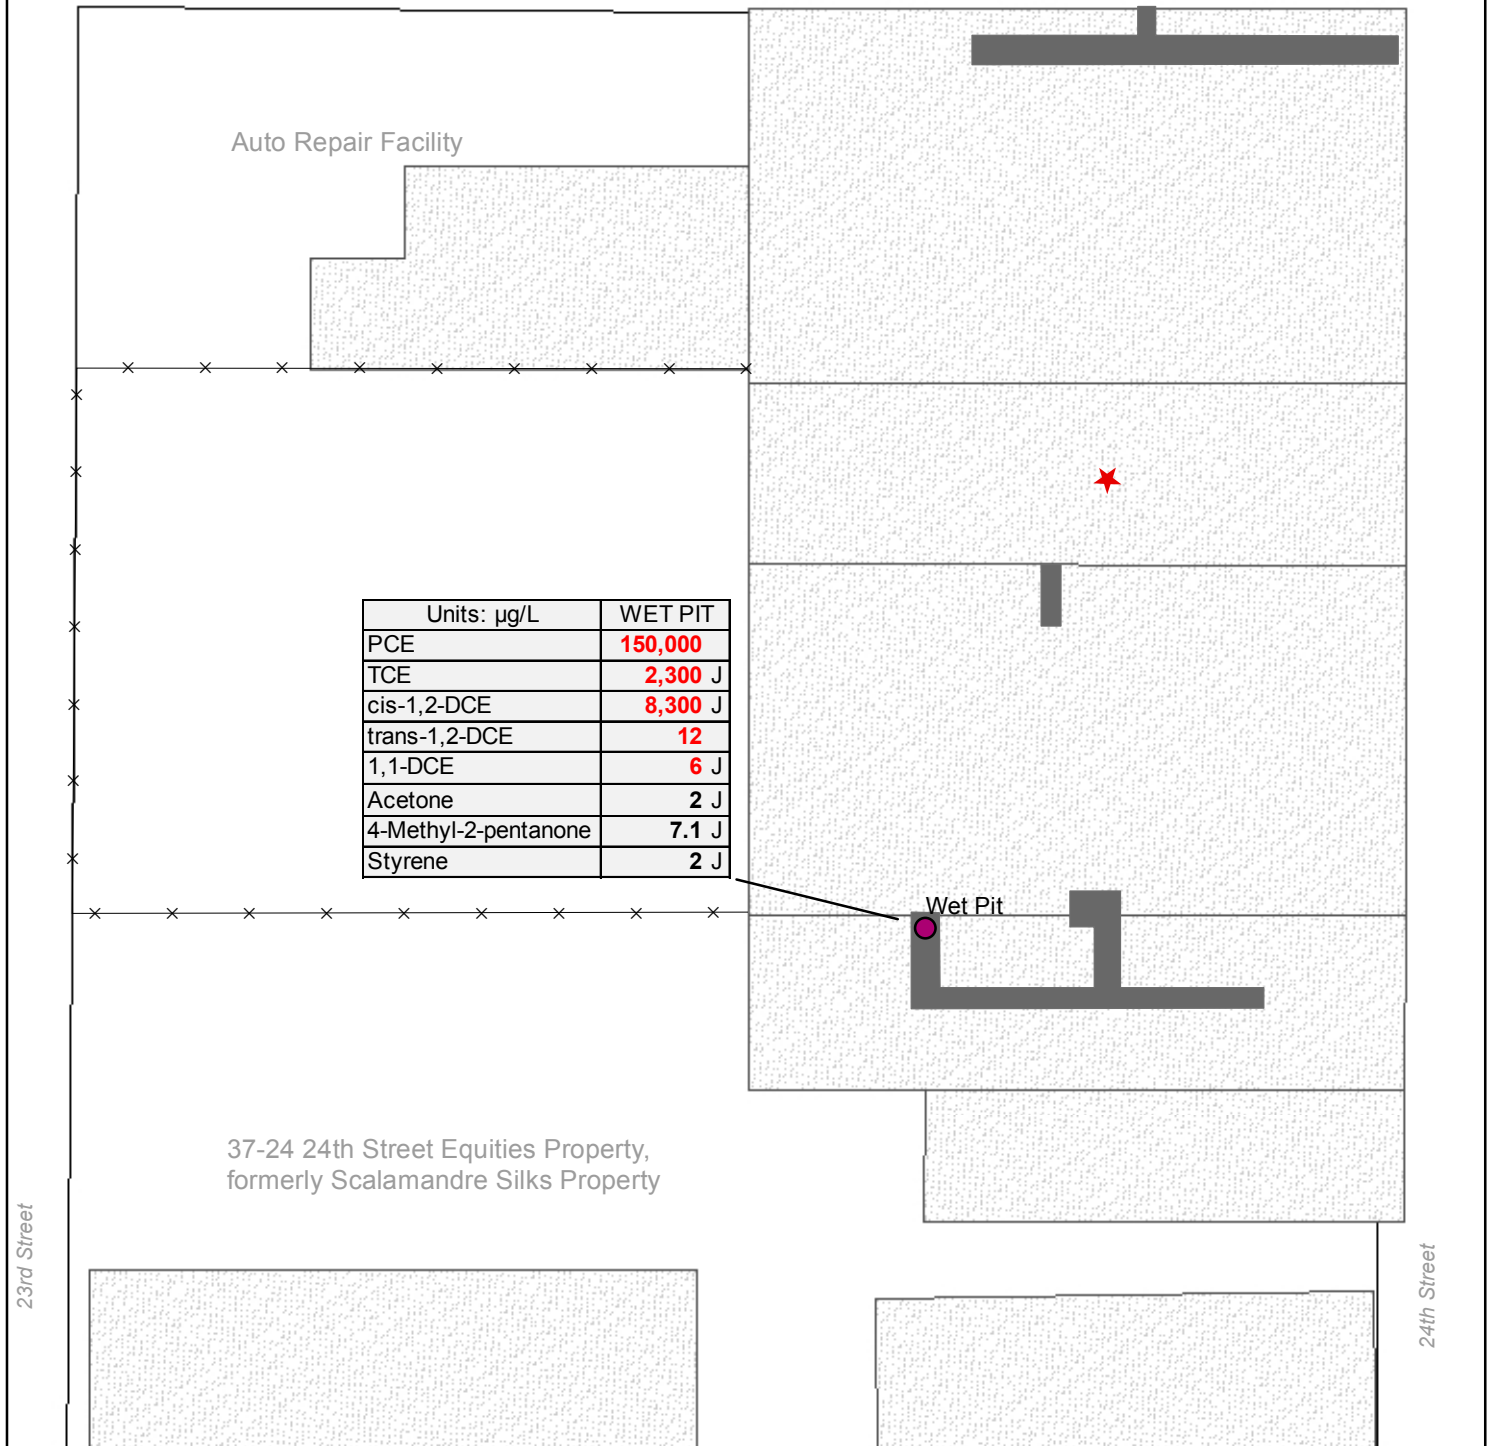 Auto Repair Facility
Units: µg/L WET PIT
PCE 150,000
TCE 2,300 J
cis-1,2-DCE 8,300 J
trans-1,2-DCE 12
1,1-DCE 6 J
Acetone 2 J
4-Methyl-2-pentanone 7.1 J
Styrene 2 J
Wet Pit
37-24 24th Street Equities Property,
formerly Scalamandre Silks Property
23rd Street
24th Street